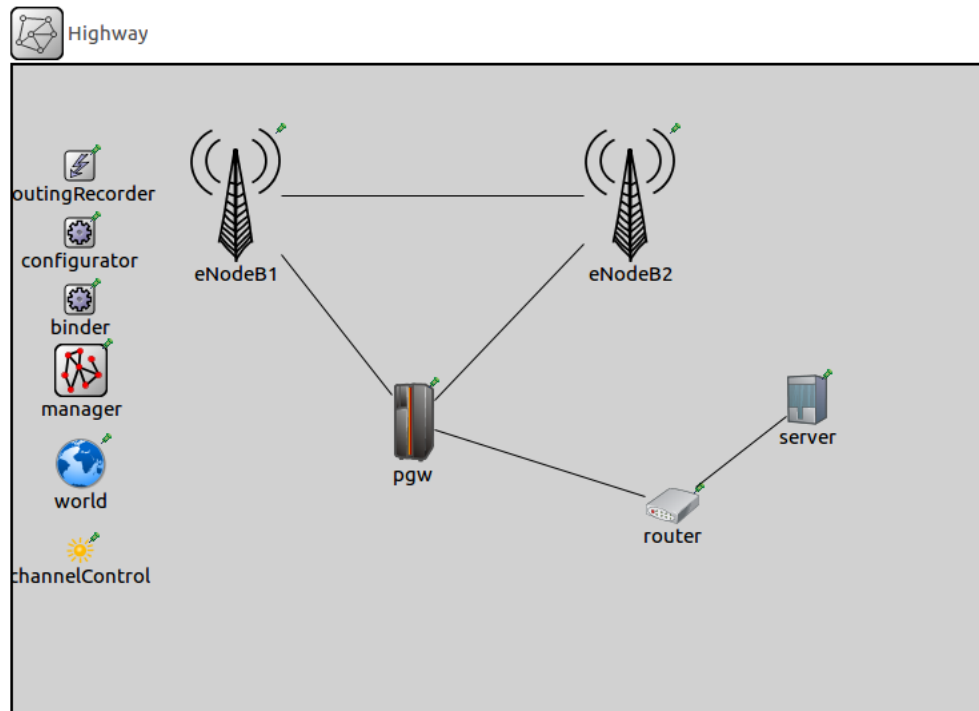 Highway
outingRecorder
configurator
binder
manager
world
channelControl
eNodeB1
eNodeB2
pgw
server
router